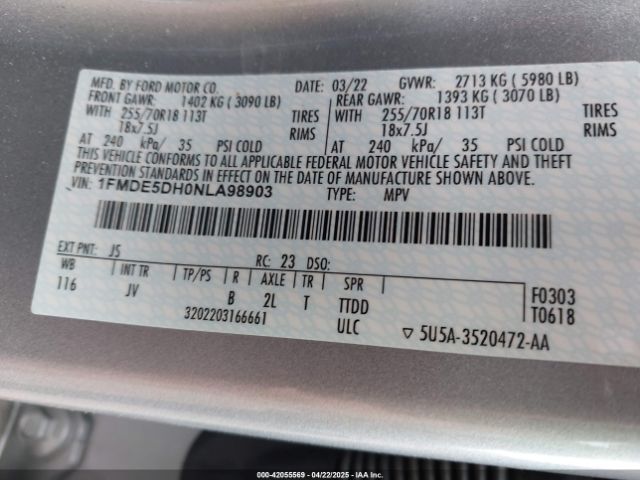 MFD. BY FORD MOTOR CO. DATE: 03/22 GVWR: 2713 KG ( 5980 LB)
FRONT GAWR: 1402 KG ( 3090 LB) REAR GAWR: 1393 KG ( 3070 LB)
WITH 255/70R18 113T TIRES WITH 255/70R18 113T TIRES
18x7.5J RIMS 18x7.5J RIMS
AT 240 kPa/ 35 PSI COLD AT 240 kPa/ 35 PSI COLD
THIS VEHICLE CONFORMS TO ALL APPLICABLE FEDERAL MOTOR VEHICLE SAFETY AND THEFT
PREVENTION STANDARDS IN EFFECT ON THE DATE OF MANUFACTURE SHOWN ABOVE.
VIN: 1FMDE5DH0NLA98903 TYPE: MPV
EXT PNT: J5 RC: 23 DSO:
WB INT TR TP/PS R AXLE TR SPR F0303
116 JV B 2L T TTDD T0618
3202203166661 ULC ▽ 5U5A-3520472-AA
000-42055569 04/22/2025 IAA, Inc.